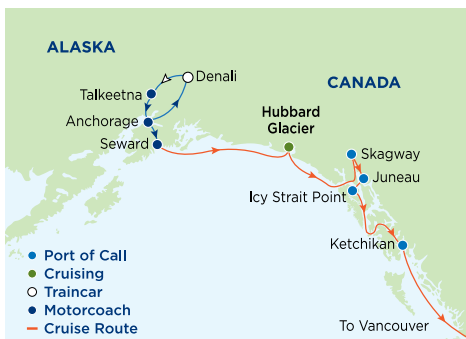 ALASKA
Denali
CANADA
Talkeetna
Hubbard
Glacier
Anchorage
Seward
Skagway
Juneau
Icy Strait Point
Ketchikan
Port of Call
Cruising
Traincar
Motorcoach
Cruise Route
To Vancouver